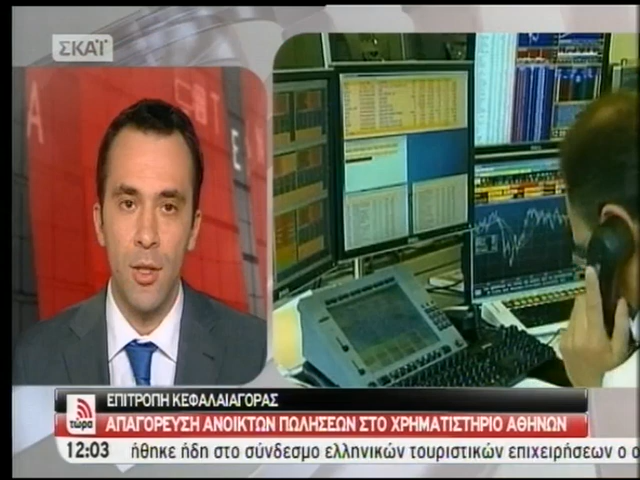 ΣΚΑΪ
ΕΠΙΤΡΟΠΗ ΚΕΦΑΛΑΙΑΓΟΡΑΣ
τώρα
ΑΠΑΓΟΡΕΥΣΗ ΑΝΟΙΚΤΩΝ ΠΩΛΗΣΕΩΝ ΣΤΟ ΧΡΗΜΑΤΙΣΤΗΡΙΟ ΑΘΗΝΩΝ
12:03 ήθηκε ήδη στο σύνδεσμο ελληνικών τουριστικών επιχειρήσεων ο